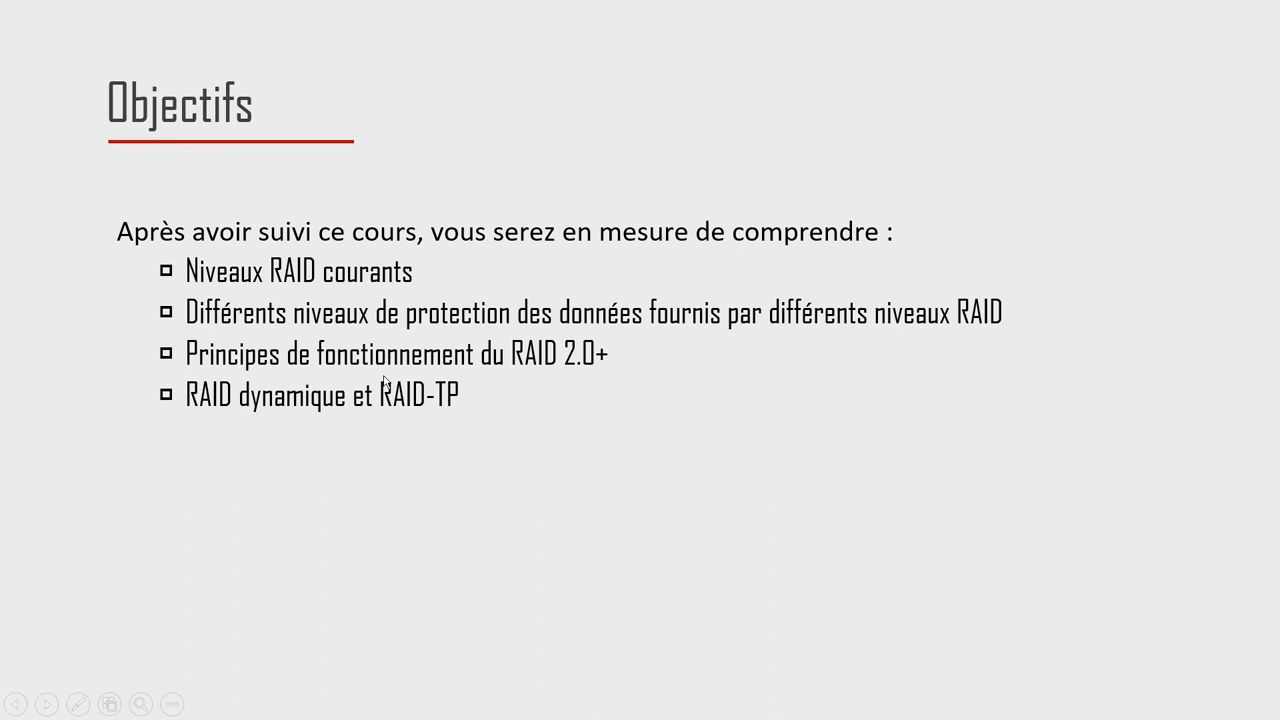 Objectifs
Après avoir suivi ce cours, vous serez en mesure de comprendre :
Niveaux RAID courants
Différents niveaux de protection des données fournis par différents niveaux RAID
Principes de fonctionnement du RAID 2.0+
RAID dynamique et RAID-TP